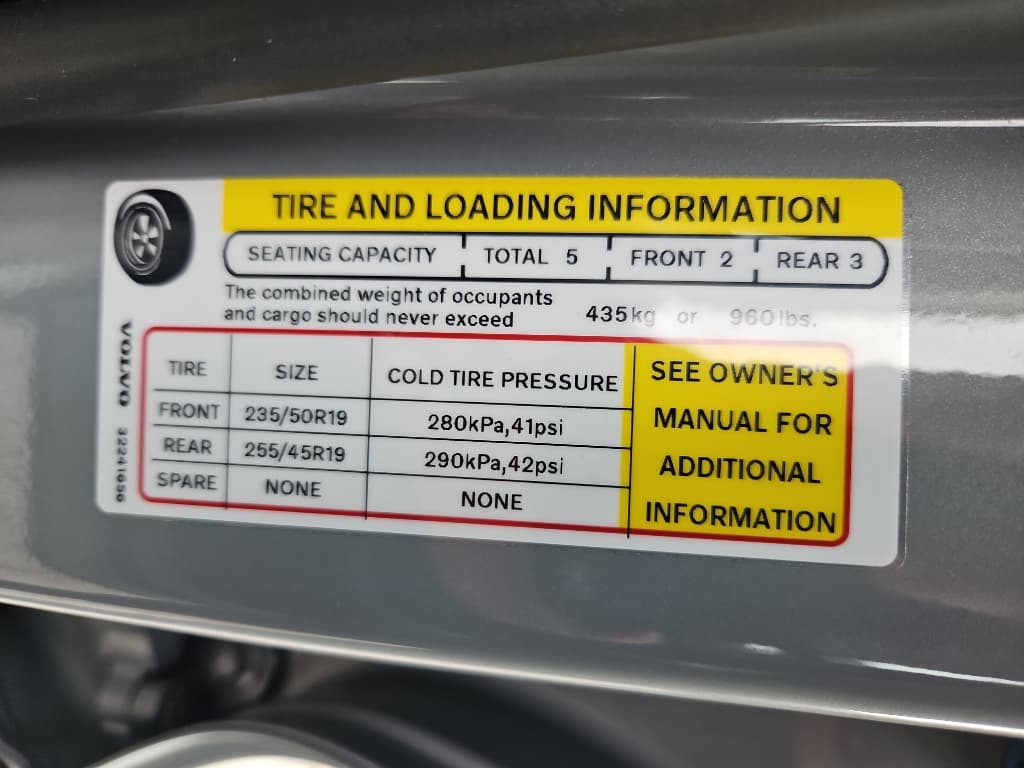 TIRE AND LOADING INFORMATION
SEATING CAPACITY TOTAL 5 FRONT 2 REAR 3
The combined weight of occupants
and cargo should never exceed 435kg or 960lbs.
TIRE SIZE COLD TIRE PRESSURE
FRONT 235/50R19 280kPa,41psi
REAR 255/45R19 290kPa,42psi
SPARE NONE NONE
SEE OWNER'S
MANUAL FOR
ADDITIONAL
INFORMATION
VOLVO 32241656